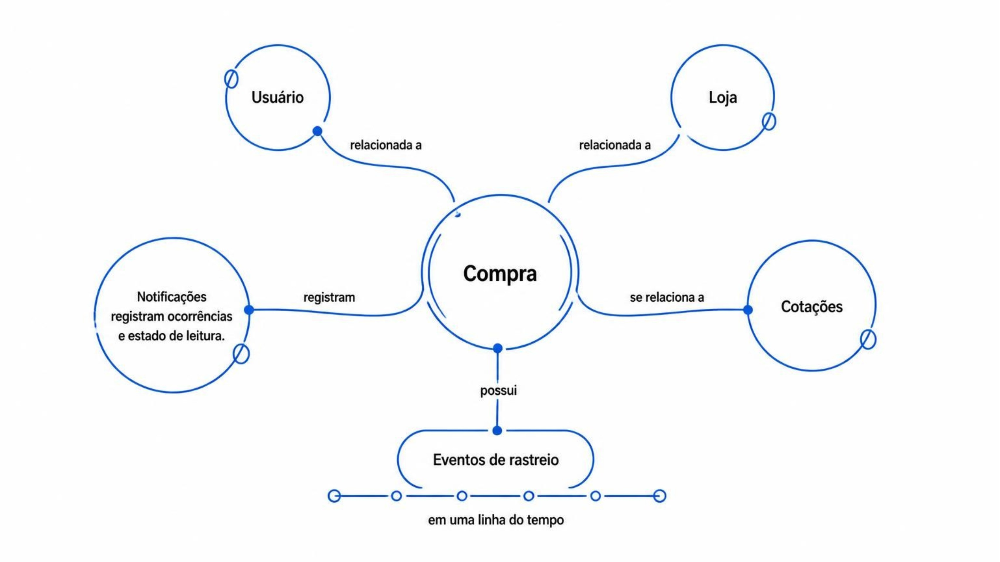 Usuário
Loja
relacionada a
relacionada a
Compra
Notificações
registram ocorrências
e estado de leitura.
registram
se relaciona a
Cotações
possui
Eventos de rastreio
em uma linha do tempo